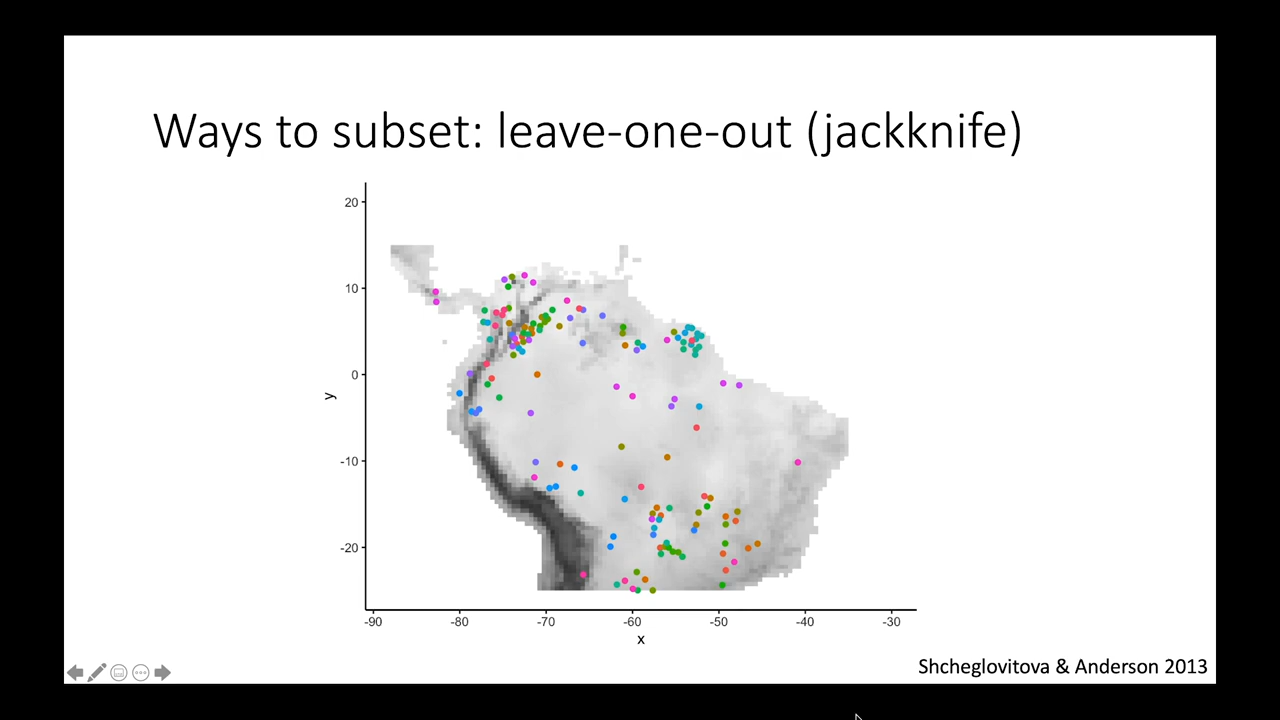 Ways to subset: leave-one-out (jackknife)
20
10
0
-10
-20
y
-90 -80 -70 -60 -50 -40 -30
x
Shcheglovitova & Anderson 2013